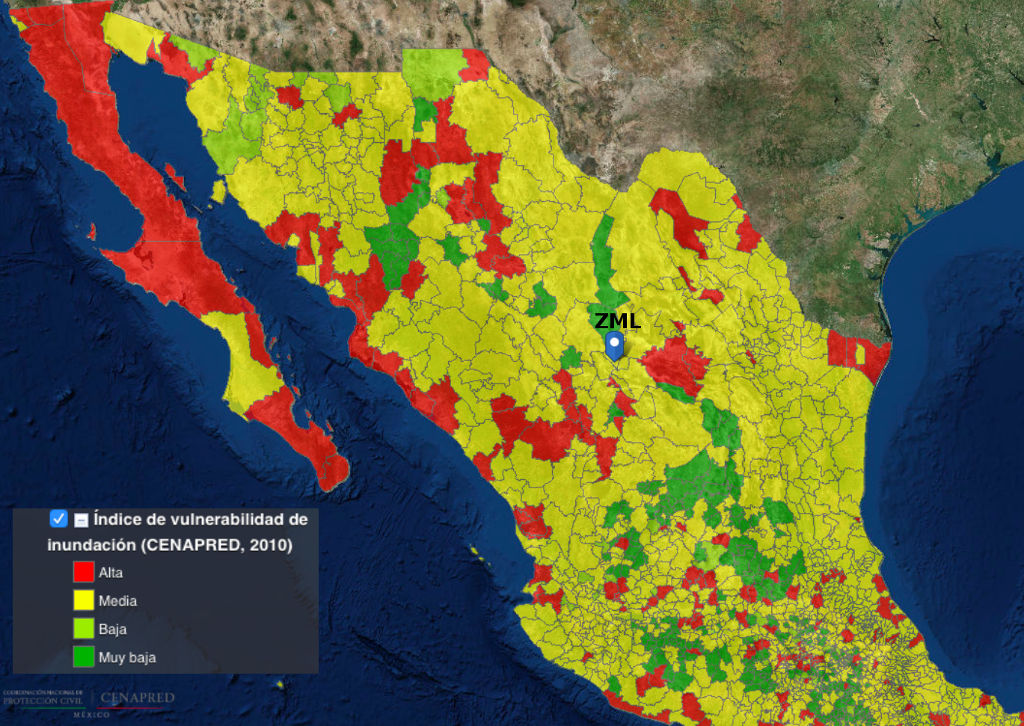 ZML
Índice de vulnerabilidad de
inundación (CENAPRED, 2010)
Alta
Media
Baja
Muy baja
COORDINACIÓN NACIONAL DE
PROTECCIÓN CIVIL
MÉXICO
CENAPRED